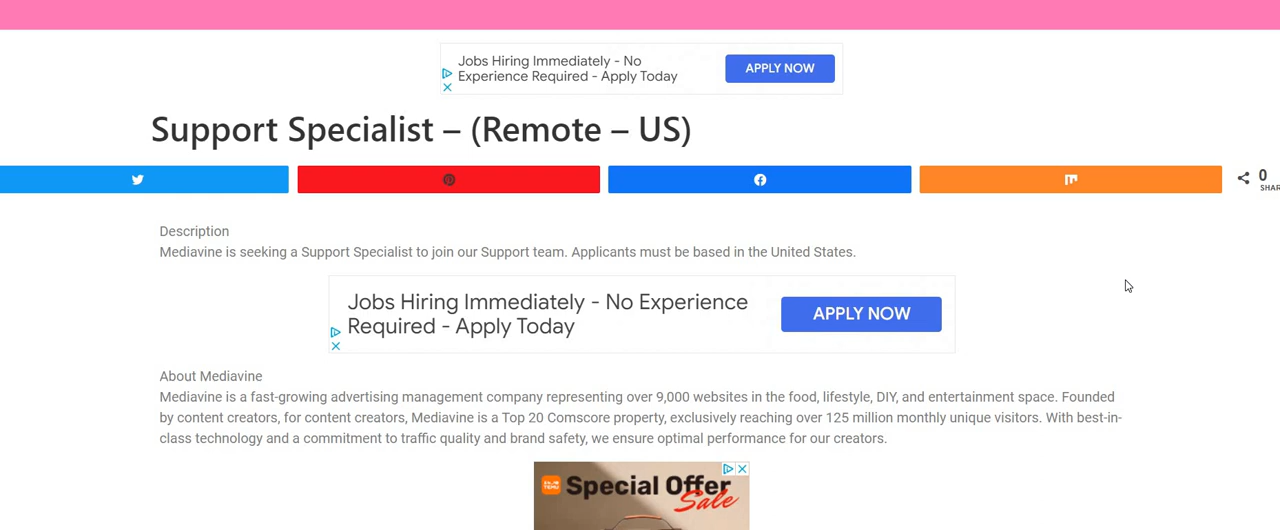 Jobs Hiring Immediately - No
Experience Required - Apply Today
APPLY NOW
Support Specialist – (Remote – US)
0
SHAR
Description
Mediavine is seeking a Support Specialist to join our Support team. Applicants must be based in the United States.
Jobs Hiring Immediately - No Experience
Required - Apply Today
APPLY NOW
About Mediavine
Mediavine is a fast-growing advertising management company representing over 9,000 websites in the food, lifestyle, DIY, and entertainment space. Founded
by content creators, for content creators, Mediavine is a Top 20 Comscore property, exclusively reaching over 125 million monthly unique visitors. With best-in-
class technology and a commitment to traffic quality and brand safety, we ensure optimal performance for our creators.
Special Offer
Sale